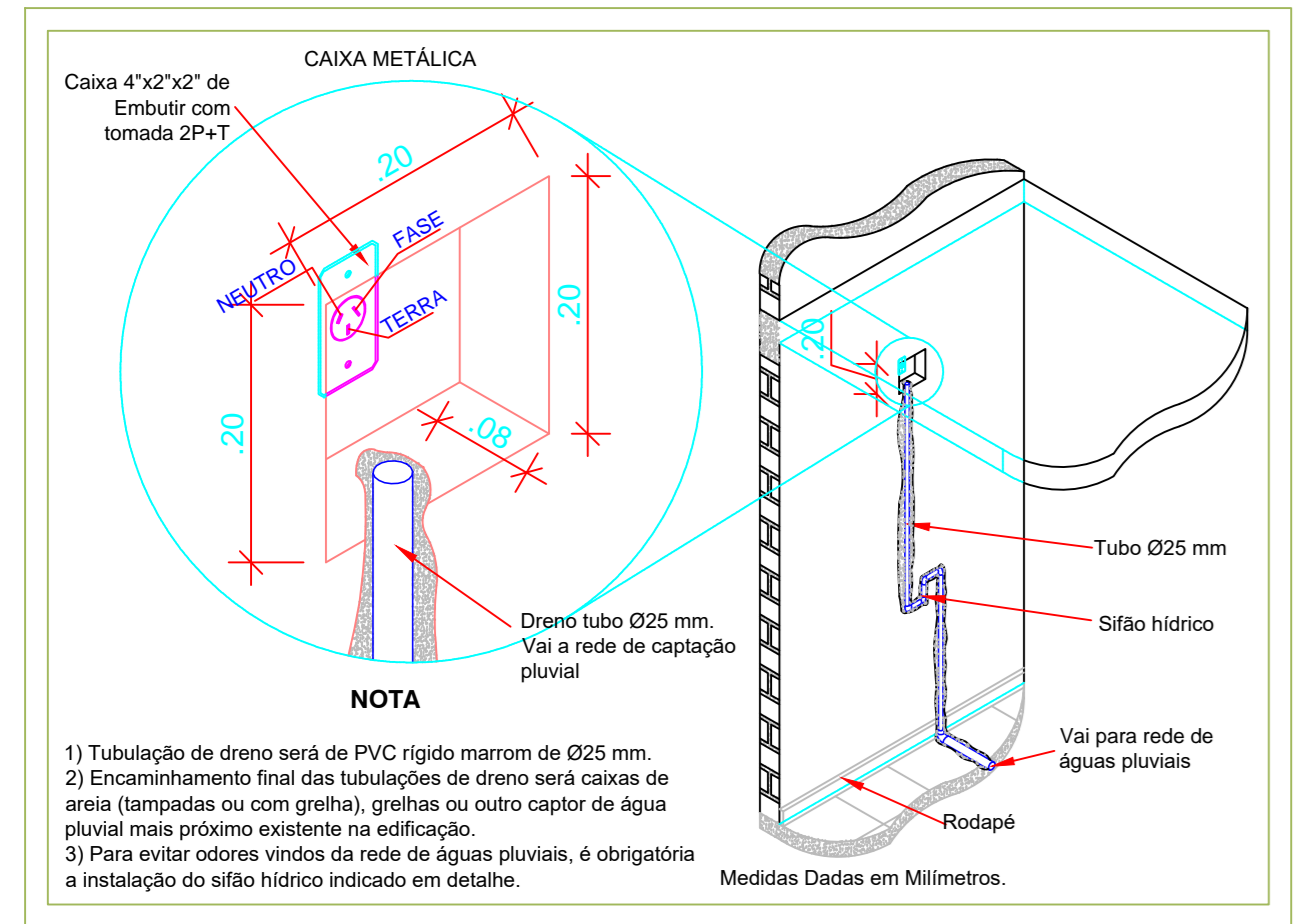 CAIXA METÁLICA
Caixa 4"x2"x2" de
Embutir com
tomada 2P+T
.20
FASE
NEUTRO
TERRA
.20
.20
.08
Dreno tubo Ø25 mm.
Vai a rede de captação
pluvial
.20
Tubo Ø25 mm
Sifão hídrico
Vai para rede de
águas pluviais
Rodapé
NOTA
1) Tubulação de dreno será de PVC rígido marrom de Ø25 mm.
2) Encaminhamento final das tubulações de dreno será caixas de
areia (tampadas ou com grelha), grelhas ou outro captor de água
pluvial mais próximo existente na edificação.
3) Para evitar odores vindos da rede de águas pluviais, é obrigatória
a instalação do sifão hídrico indicado em detalhe.
Medidas Dadas em Milímetros.